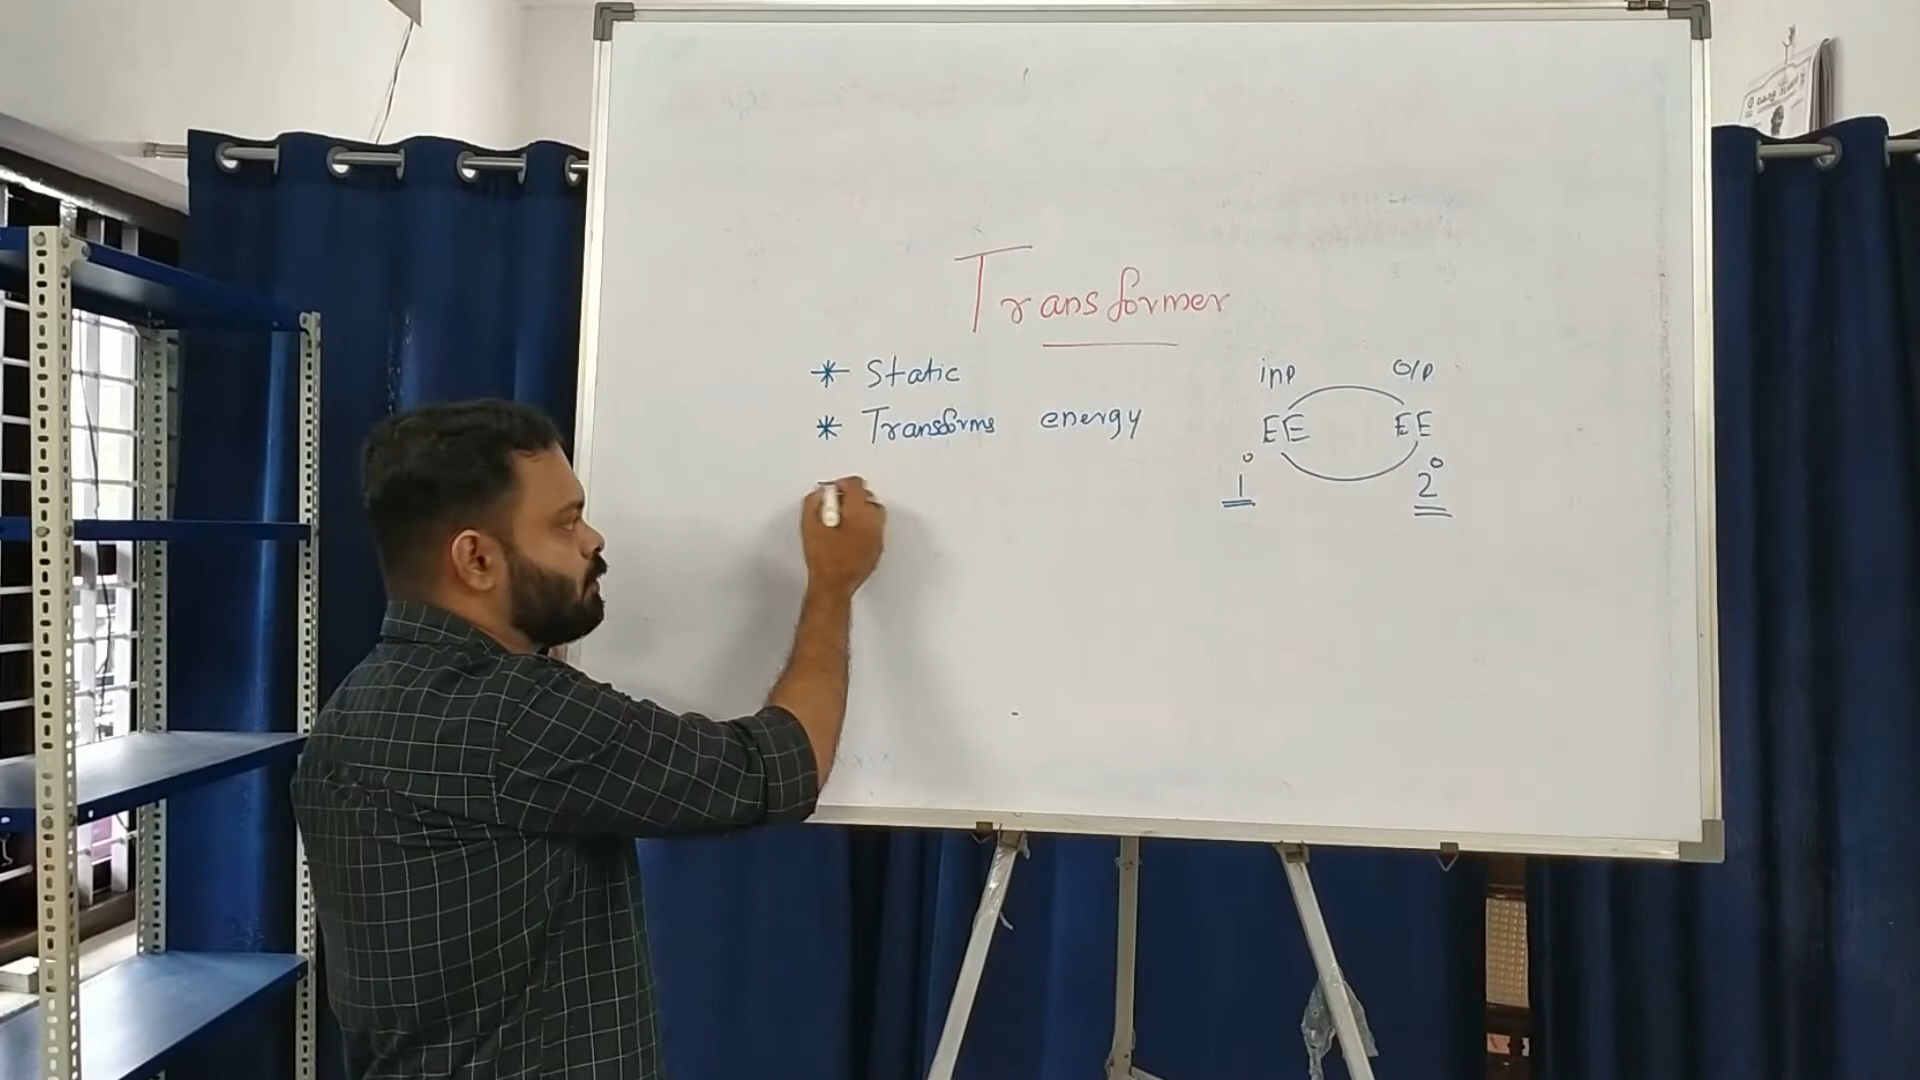 Transformer
* Static
* Transforms energy
inp O/P
EE EE
1° 2°